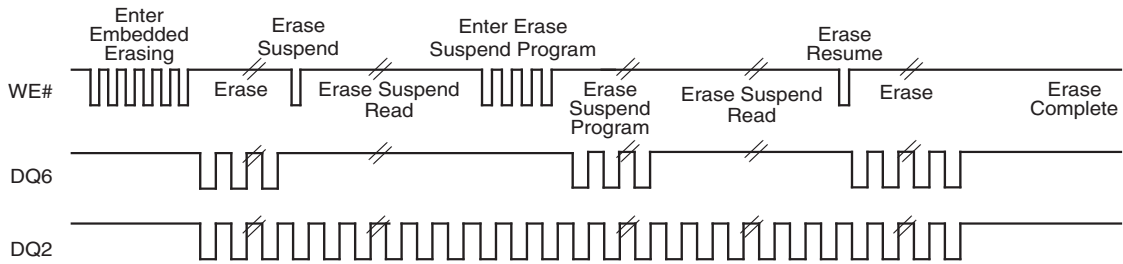 Enter
Embedded
Erasing
Erase
Suspend
Enter Erase
Suspend Program
Erase
Resume
WE#
Erase
Erase Suspend
Read
Erase
Suspend
Program
Erase Suspend
Read
Erase
Erase
Complete
DQ6
DQ2